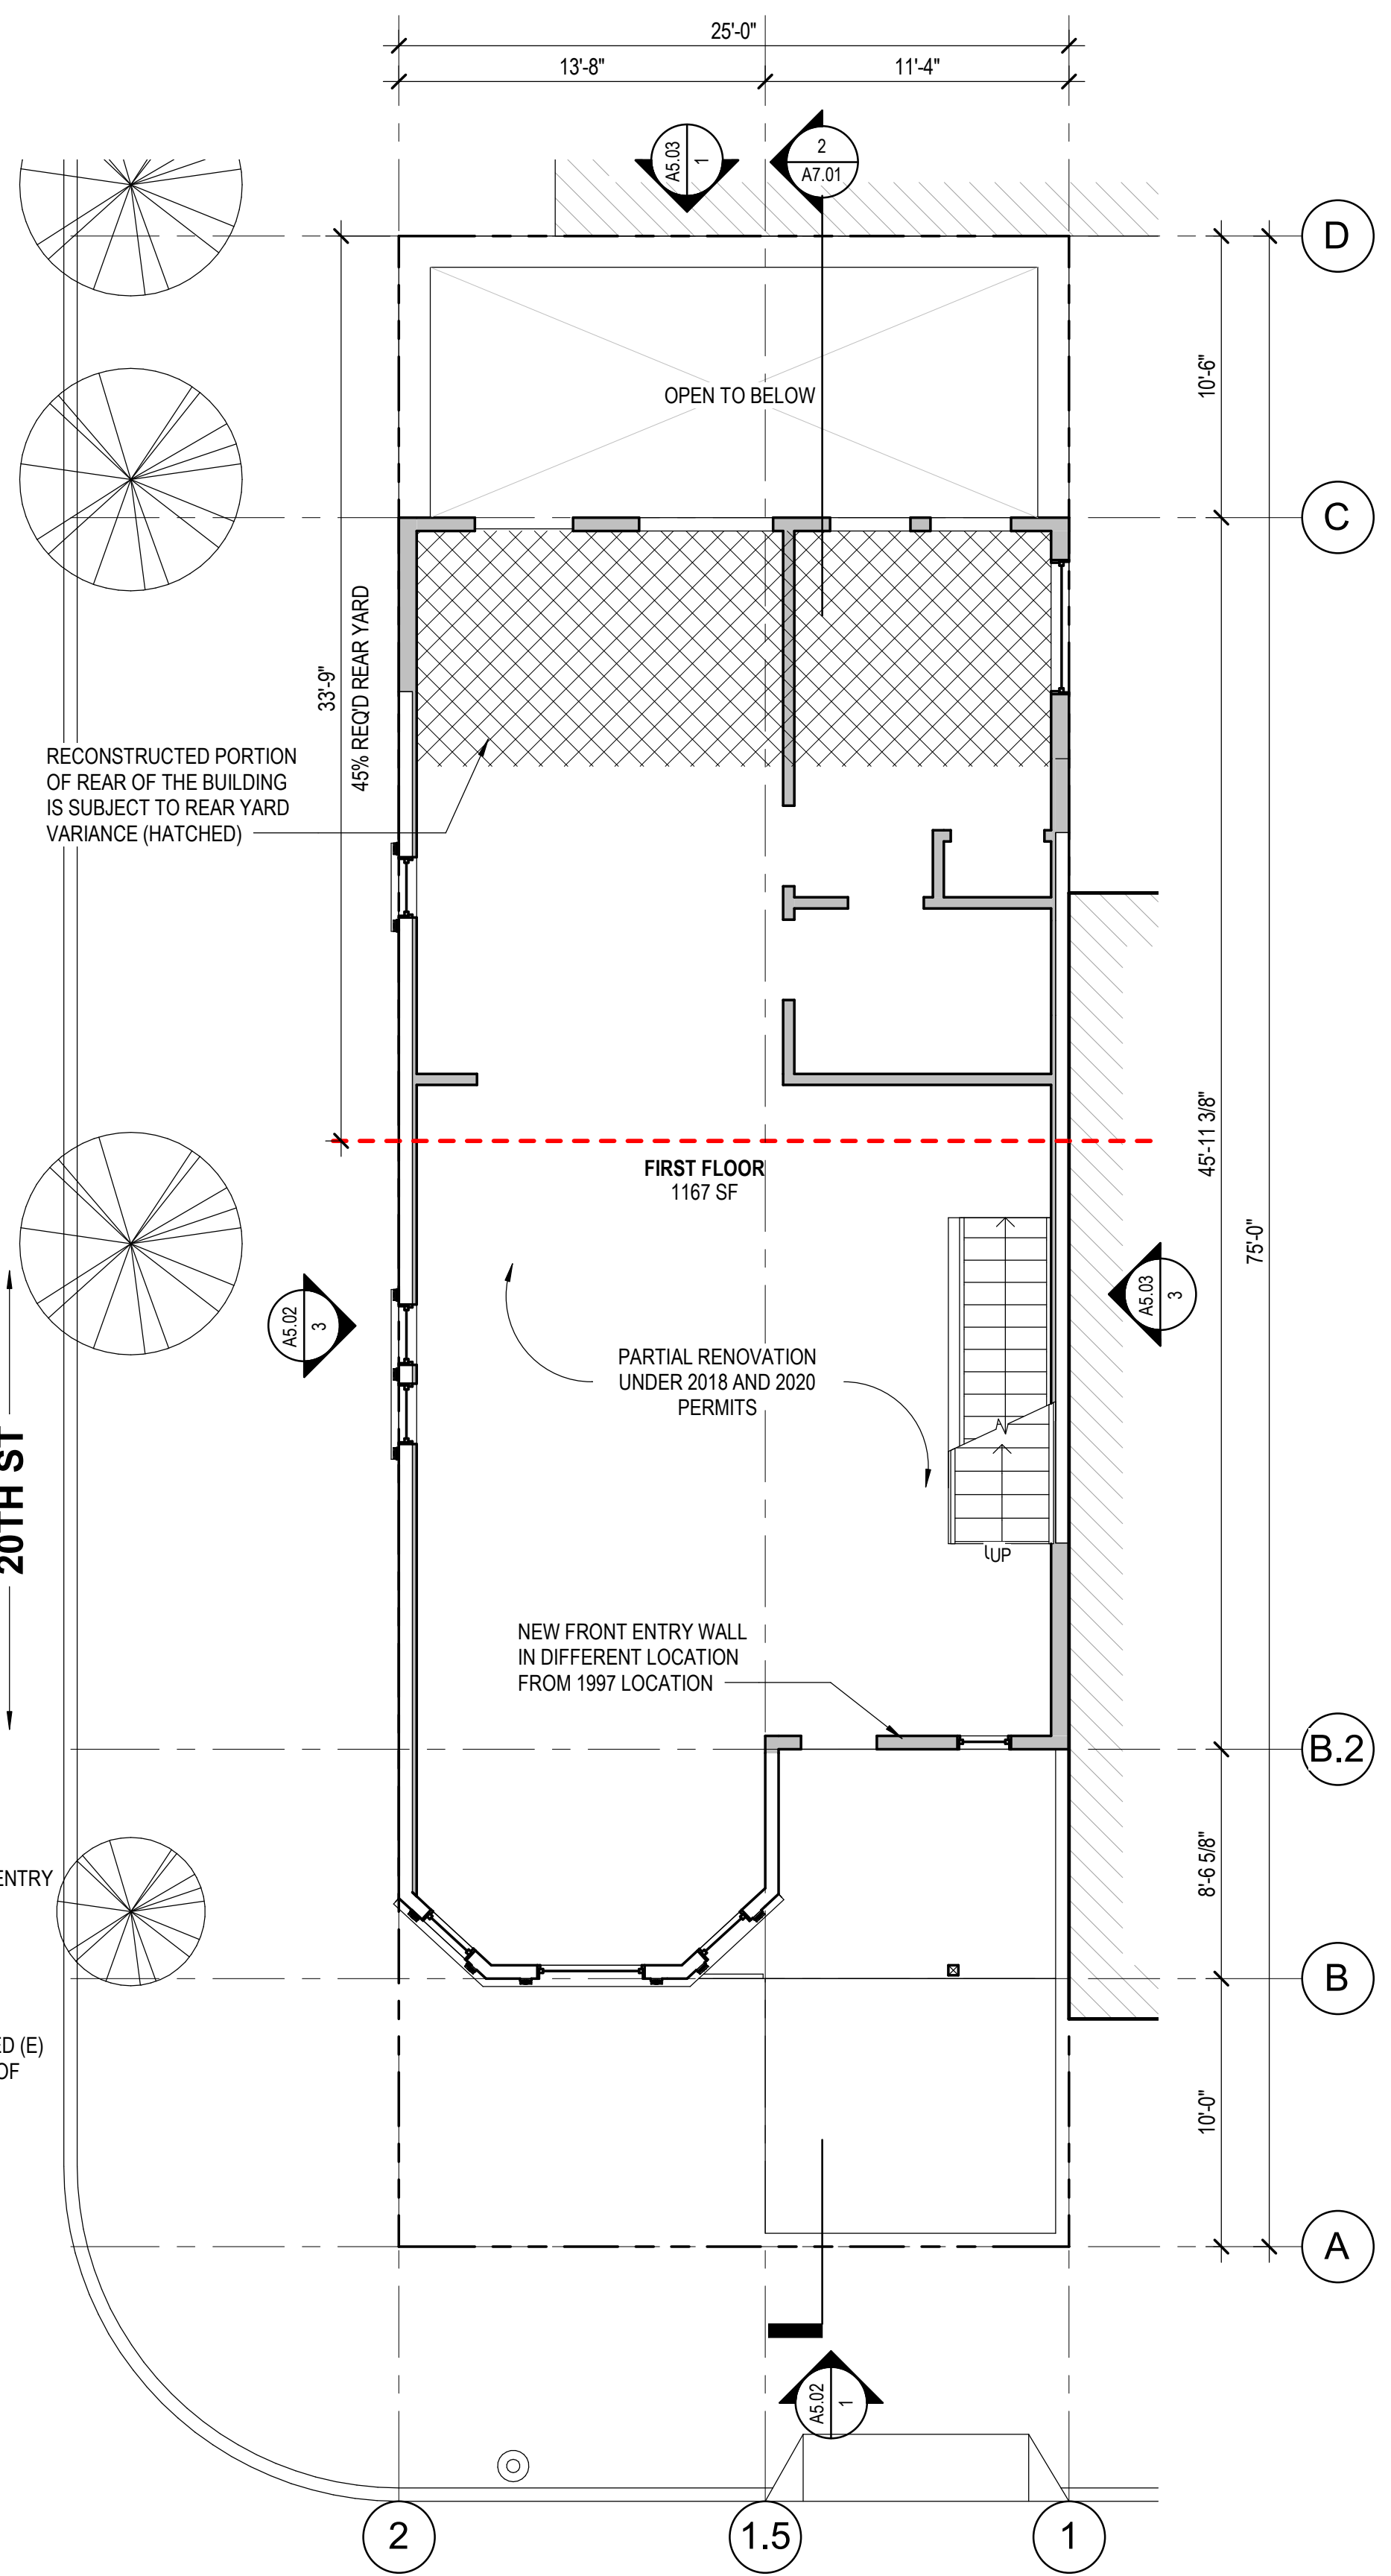 25'-0"
13'-8"
11'-4"
A5.03
1
2
A7.01
D
OPEN TO BELOW
10'-6"
C
33'-9"
45% REQ'D REAR YARD
RECONSTRUCTED PORTION
OF REAR OF THE BUILDING
IS SUBJECT TO REAR YARD
VARIANCE (HATCHED)
45'-11 3/8"
75'-0"
FIRST FLOOR
1167 SF
A5.02
3
A5.03
3
PARTIAL RENOVATION
UNDER 2018 AND 2020
PERMITS
20TH ST
UP
NEW FRONT ENTRY WALL
IN DIFFERENT LOCATION
FROM 1997 LOCATION
B.2
ENTRY
8'-6 5/8"
B
ED (E)
OF
10'-0"
A
A5.02
1
2
1.5
1